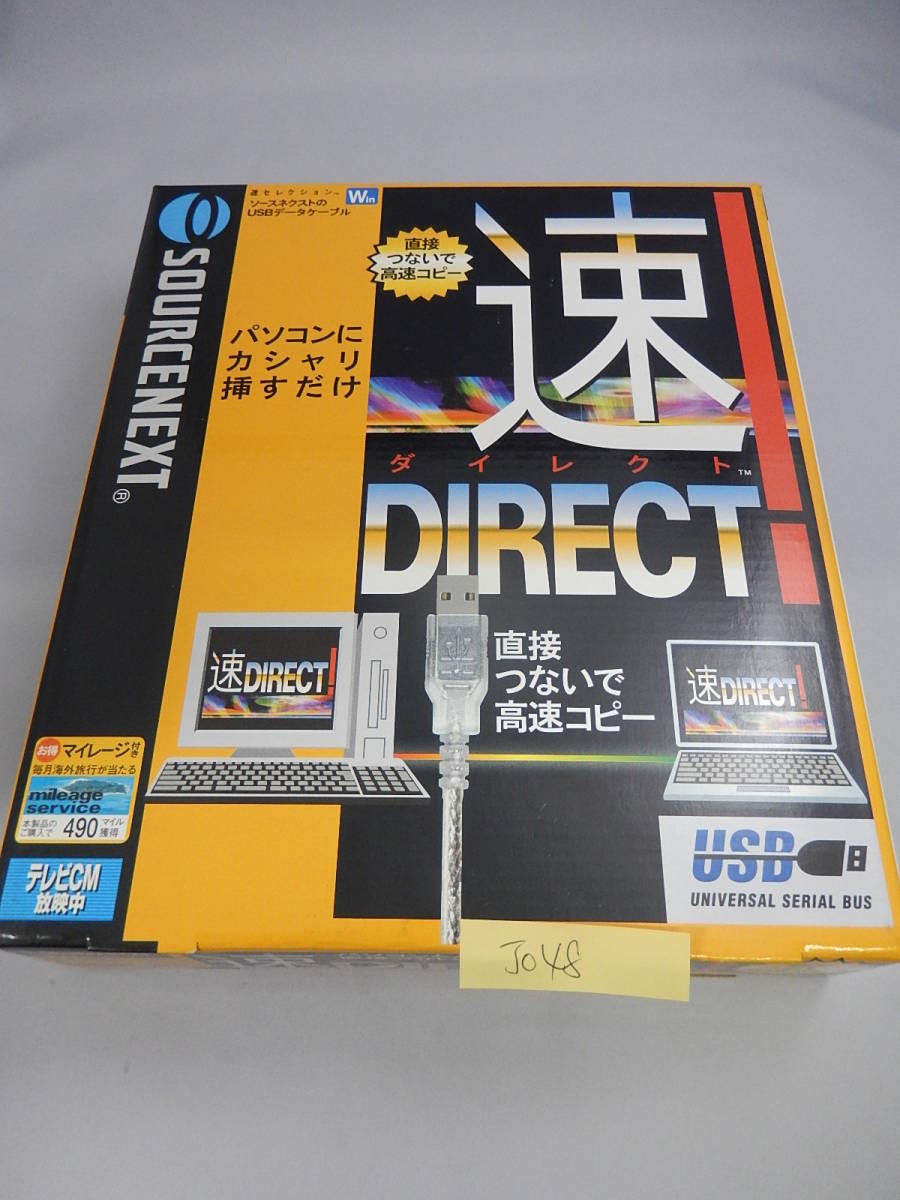 SOURCENEXT®
速セレクション™
ソースネクストの
USBデータケーブル
Win
直接
つないで
高速コピー
パソコンに
カシャリ
挿すだけ
速
ダイレクト™
DIRECT!
速DIRECT!
直接
つないで
高速コピー
速DIRECT!
お得 マイレージ付き
毎月海外旅行が当たる
mileage
service
本製品の
ご購入で
490 マイル
獲得
テレビCM
放映中
USB
UNIVERSAL SERIAL BUS
J048